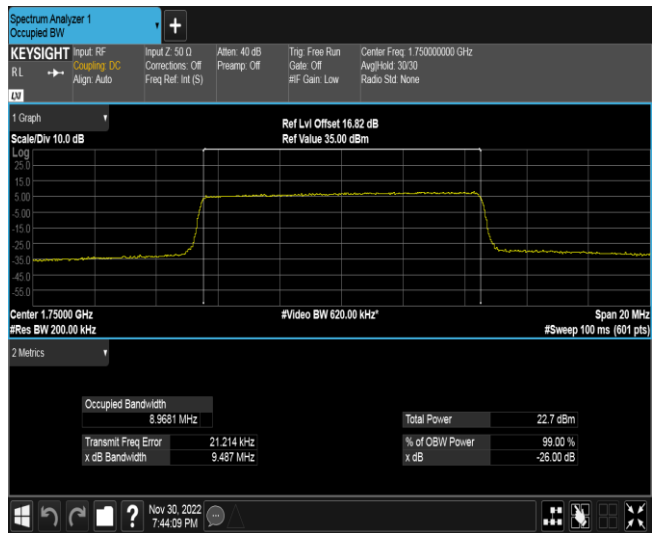 Spectrum Analyzer 1
Occupied BW
+
KEYSIGHT
RL
LXI
Input: RF
Coupling: DC
Align: Auto
Input Z: 50 Ω
Corrections: Off
Freq Ref: Int (S)
Atten: 40 dB
Preamp: Off
Trig: Free Run
Gate: Off
#IF Gain: Low
Center Freq: 1.750000000 GHz
Avg|Hold: 30/30
Radio Std: None
1 Graph
Scale/Div 10.0 dB
Ref Lvl Offset 16.82 dB
Ref Value 35.00 dBm
Log
25.0
15.0
5.00
-5.00
-15.0
-25.0
-35.0
-45.0
-55.0
Center 1.75000 GHz
#Video BW 620.00 kHz*
Span 20 MHz
#Res BW 200.00 kHz
#Sweep 100 ms (601 pts)
2 Metrics
Occupied Bandwidth
8.9681 MHz
Total Power 22.7 dBm
Transmit Freq Error 21.214 kHz
% of OBW Power 99.00 %
x dB Bandwidth 9.487 MHz
x dB -26.00 dB
?
Nov 30, 2022
7:44:09 PM